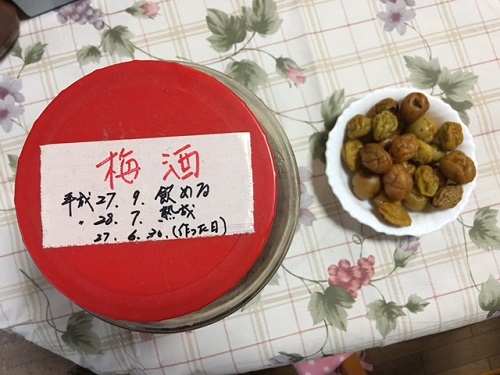 梅酒
平成27. 9. 飲める
〃 28. 7. 熟成
27. 6. 20. (作った日)